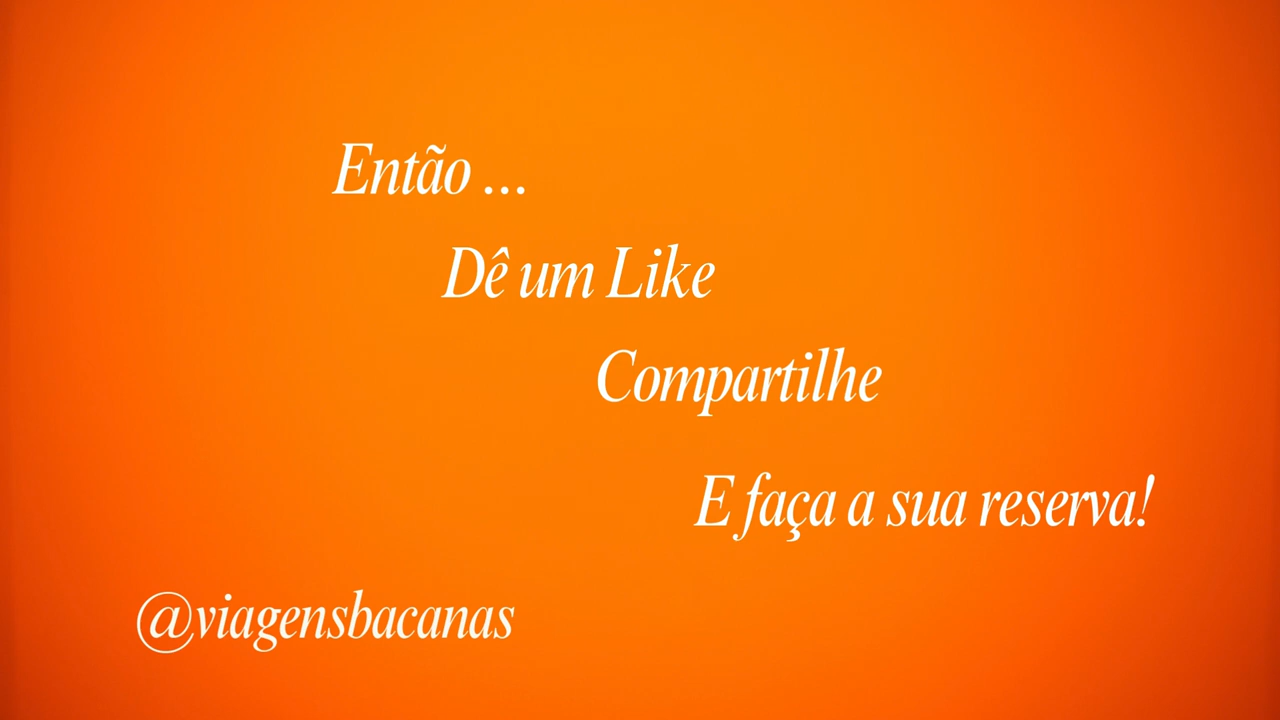 Então ...
Dê um Like
Compartilhe
E faça a sua reserva!
@viagensbacanas